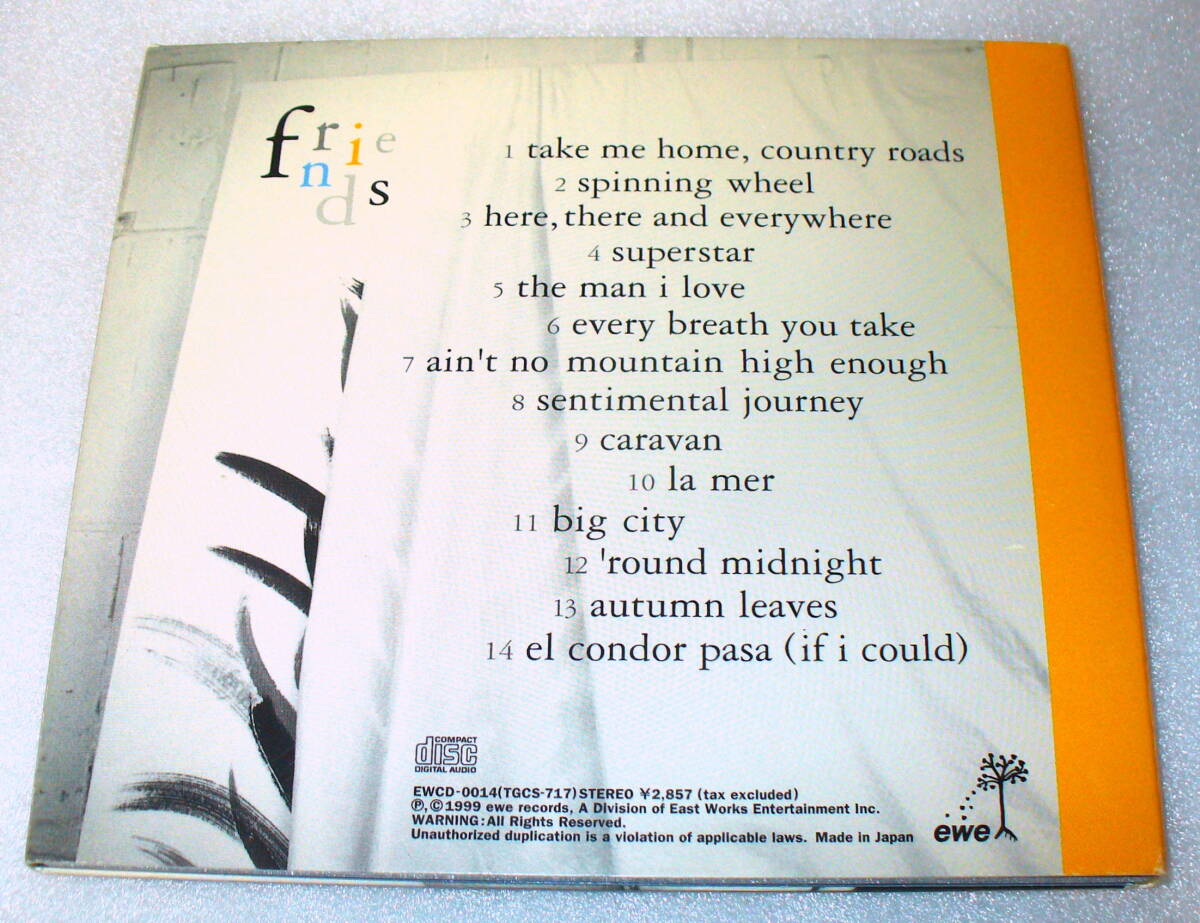 friends
1 take me home, country roads
2 spinning wheel
3 here, there and everywhere
4 superstar
5 the man i love
6 every breath you take
7 ain't no mountain high enough
8 sentimental journey
9 caravan
10 la mer
11 big city
12 'round midnight
13 autumn leaves
14 el condor pasa (if i could)
COMPACT
disc
DIGITAL AUDIO
EWCD-0014(TGCS-717) STEREO ¥2,857 (tax excluded)
℗,©1999 ewe records, A Division of East Works Entertainment Inc.
WARNING: All Rights Reserved.
Unauthorized duplication is a violation of applicable laws. Made in Japan
ewe